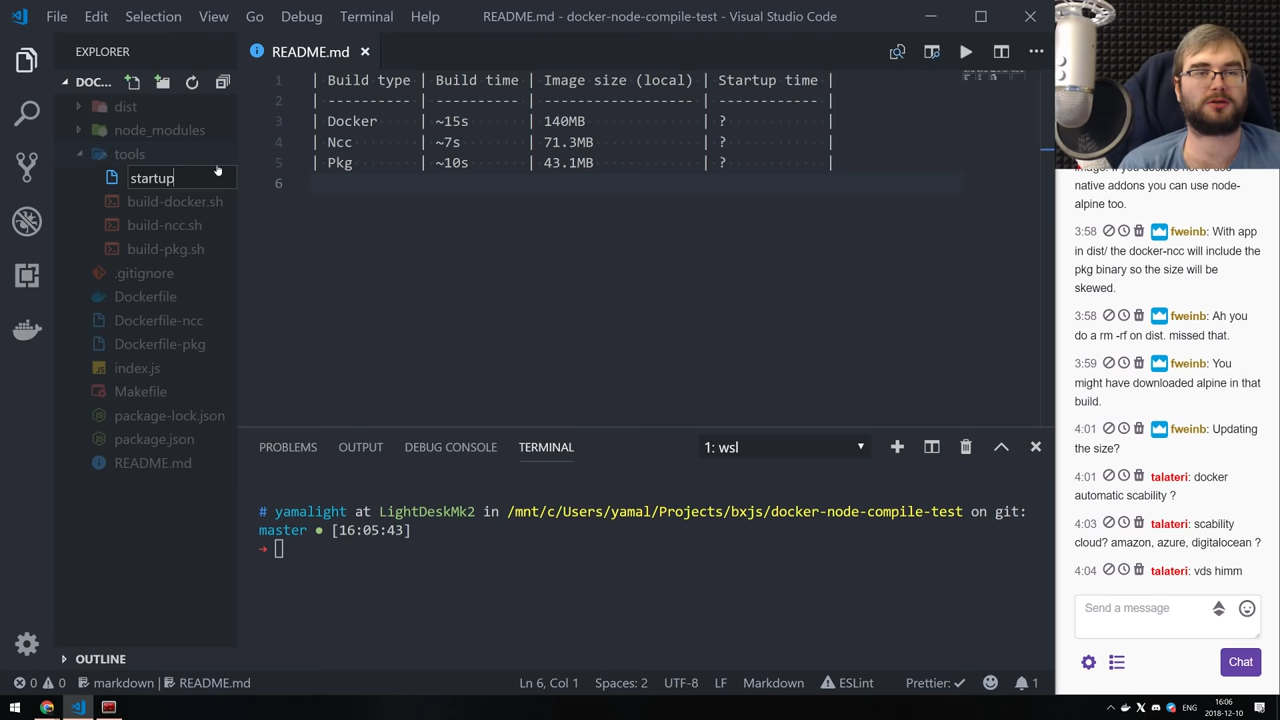 File Edit Selection View Go Debug Terminal Help README.md - docker-node-compile-test - Visual Studio Code
EXPLORER
DOC...
dist
node_modules
tools
startup
build-docker.sh
build-ncc.sh
build-pkg.sh
.gitignore
Dockerfile
Dockerfile-ncc
Dockerfile-pkg
index.js
Makefile
package-lock.json
package.json
README.md
OUTLINE
README.md
1 | Build type | Build time | Image size (local) | Startup time |
2 | ---------- | ---------- | ------------------ | ------------ |
3 | Docker | ~15s | 140MB | ? |
4 | Ncc | ~7s | 71.3MB | ? |
5 | Pkg | ~10s | 43.1MB | ? |
6
PROBLEMS OUTPUT DEBUG CONSOLE TERMINAL 1: wsl
# yamalight at LightDeskMk2 in /mnt/c/Users/yamal/Projects/bxjs/docker-node-compile-test on git:
master ● [16:05:43]
→
native addons you can use node-
alpine too.
3:58 fweinb: With app
in dist/ the docker-ncc will include the
pkg binary so the size will be
skewed.
3:58 fweinb: Ah you
do a rm -rf on dist. missed that.
3:59 fweinb: You
might have downloaded alpine in that
build.
4:01 fweinb: Updating
the size?
4:01 talateri: docker
automatic scability ?
4:03 talateri: scability
cloud? amazon, azure, digitalocean ?
4:04 talateri: vds himm
Send a message
Chat
0 0 markdown README.md Ln 6, Col 1 Spaces: 2 UTF-8 LF Markdown ESLint Prettier: ✓ 1
ENG 16:06
2018-12-10